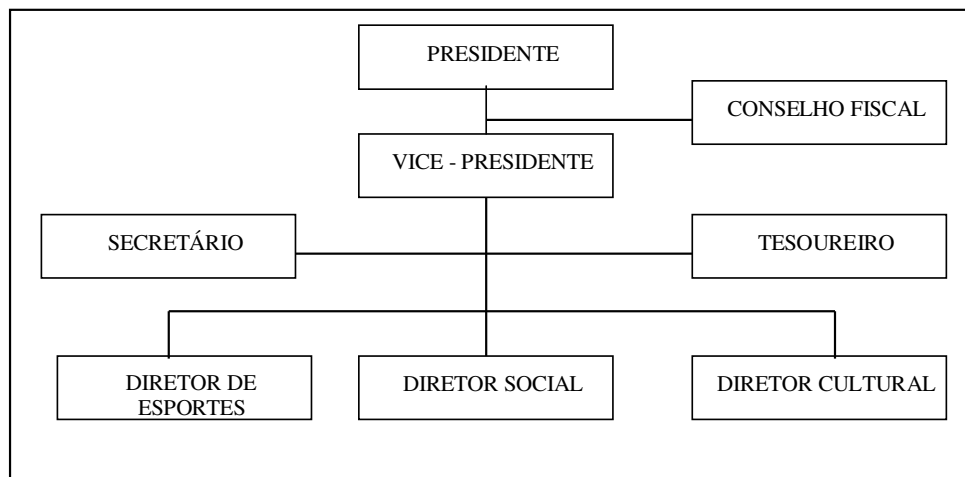 PRESIDENTE
CONSELHO FISCAL
VICE - PRESIDENTE
SECRETÁRIO
TESOUREIRO
DIRETOR DE
ESPORTES
DIRETOR SOCIAL
DIRETOR CULTURAL